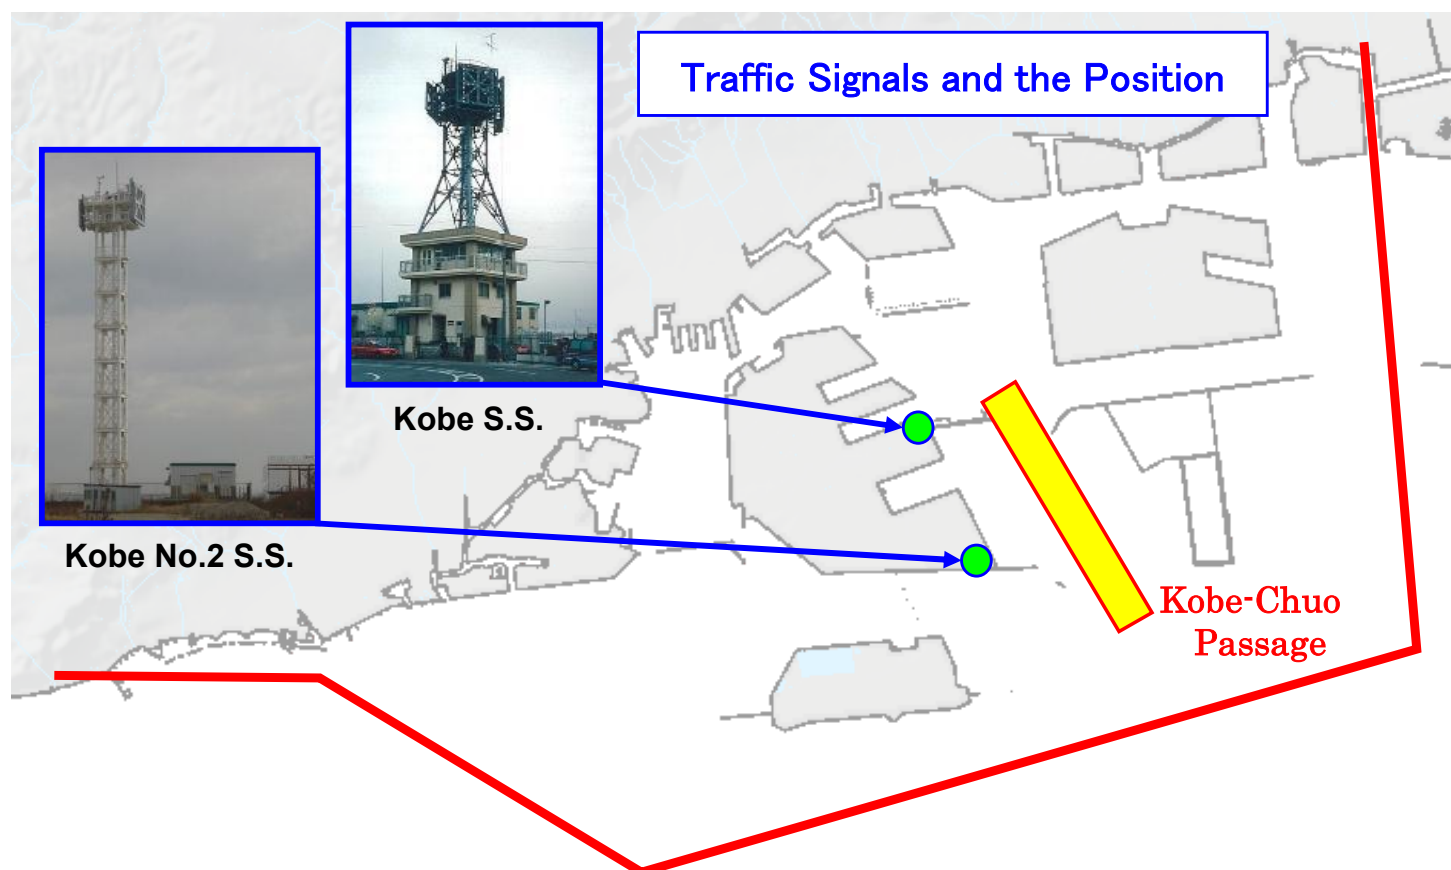 Traffic Signals and the Position
Kobe S.S.
Kobe No.2 S.S.
Kobe-Chuo
Passage